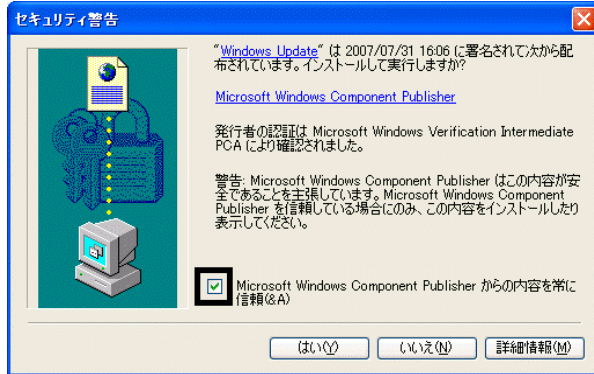 セキュリティ警告
"Windows Update" は 2007/07/31 16:06 に署名されて次から配
布されています。インストールして実行しますか?
Microsoft Windows Component Publisher
発行者の認証は Microsoft Windows Verification Intermediate
PCA により確認されました。
警告: Microsoft Windows Component Publisher はこの内容が安
全であることを主張しています。Microsoft Windows Component
Publisher を信頼している場合にのみ、この内容をインストールしたり
表示してください。
Microsoft Windows Component Publisher からの内容を常に
信頼(&A)
はい(Y)
いいえ(N)
詳細情報(M)